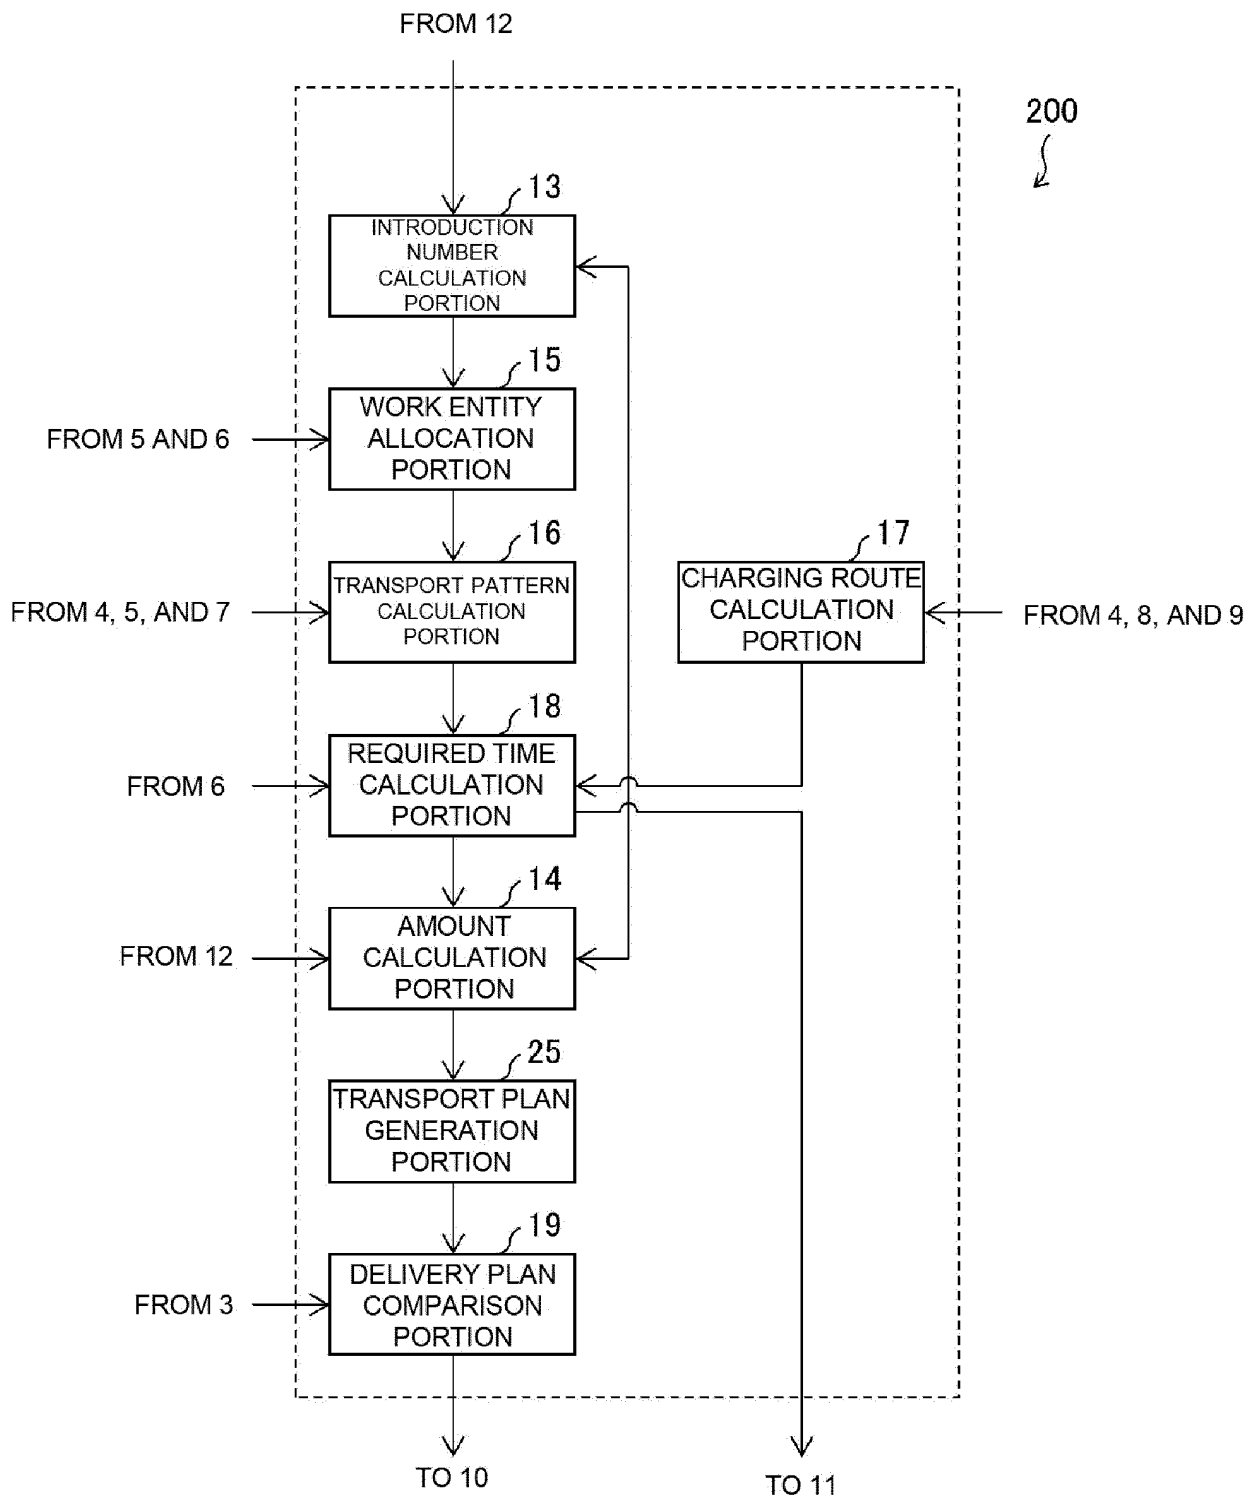 FROM 12
200
13
INTRODUCTION
NUMBER
CALCULATION
PORTION
15
WORK ENTITY
ALLOCATION
PORTION
FROM 5 AND 6
16
TRANSPORT PATTERN
CALCULATION
PORTION
FROM 4, 5, AND 7
17
CHARGING ROUTE
CALCULATION
PORTION
FROM 4, 8, AND 9
18
REQUIRED TIME
CALCULATION
PORTION
FROM 6
14
AMOUNT
CALCULATION
PORTION
FROM 12
25
TRANSPORT PLAN
GENERATION
PORTION
19
DELIVERY PLAN
COMPARISON
PORTION
FROM 3
TO 10
TO 11